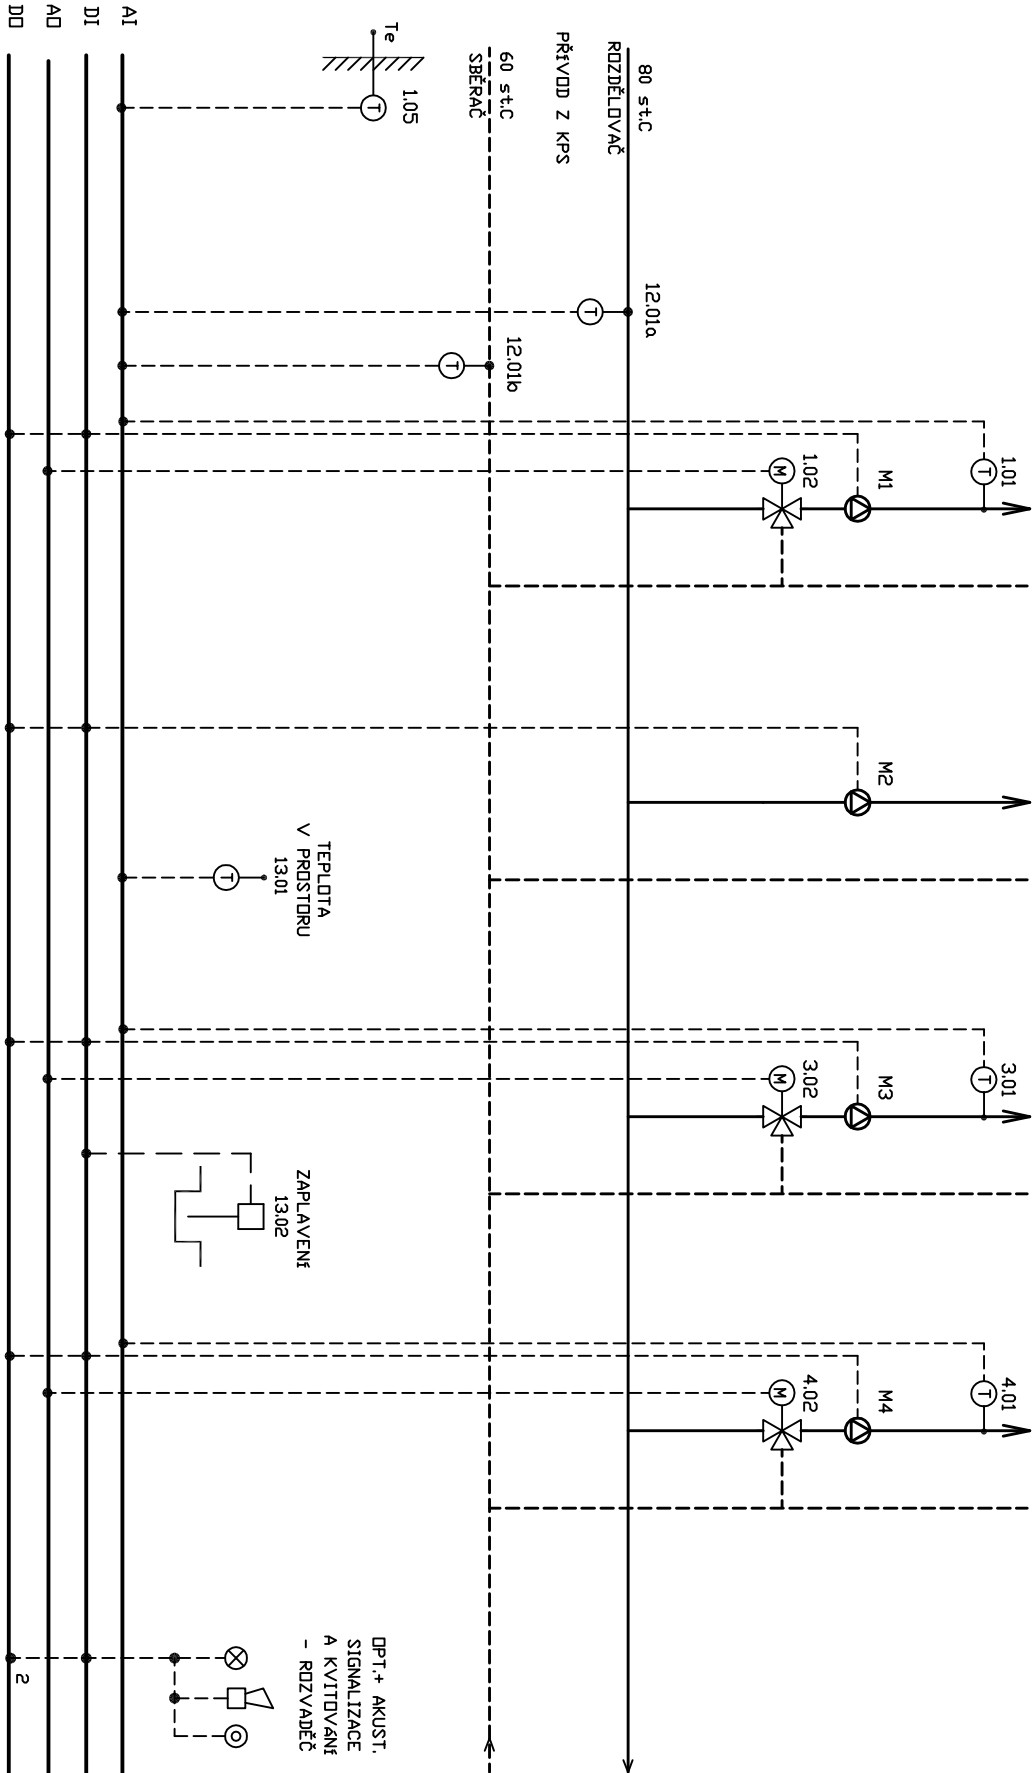 1.01
T
3.01
T
4.01
T
M1
M2
M3
M4
1.02
M
3.02
M
4.02
M
80 st.C
ROZDĚLOVAČ
12.01a
T
PŘÍVOD Z KPS
60 st.C
SBĚRAČ
12.01b
T
1.05
Te
T
TEPLOTA
V PROSTORU
13.01
T
ZAPLAVENÍ
13.02
OPT.+ AKUST.
SIGNALIZACE
A KVITOVÁNÍ
- ROZVADĚČ
AI
DI
AO
DO
2